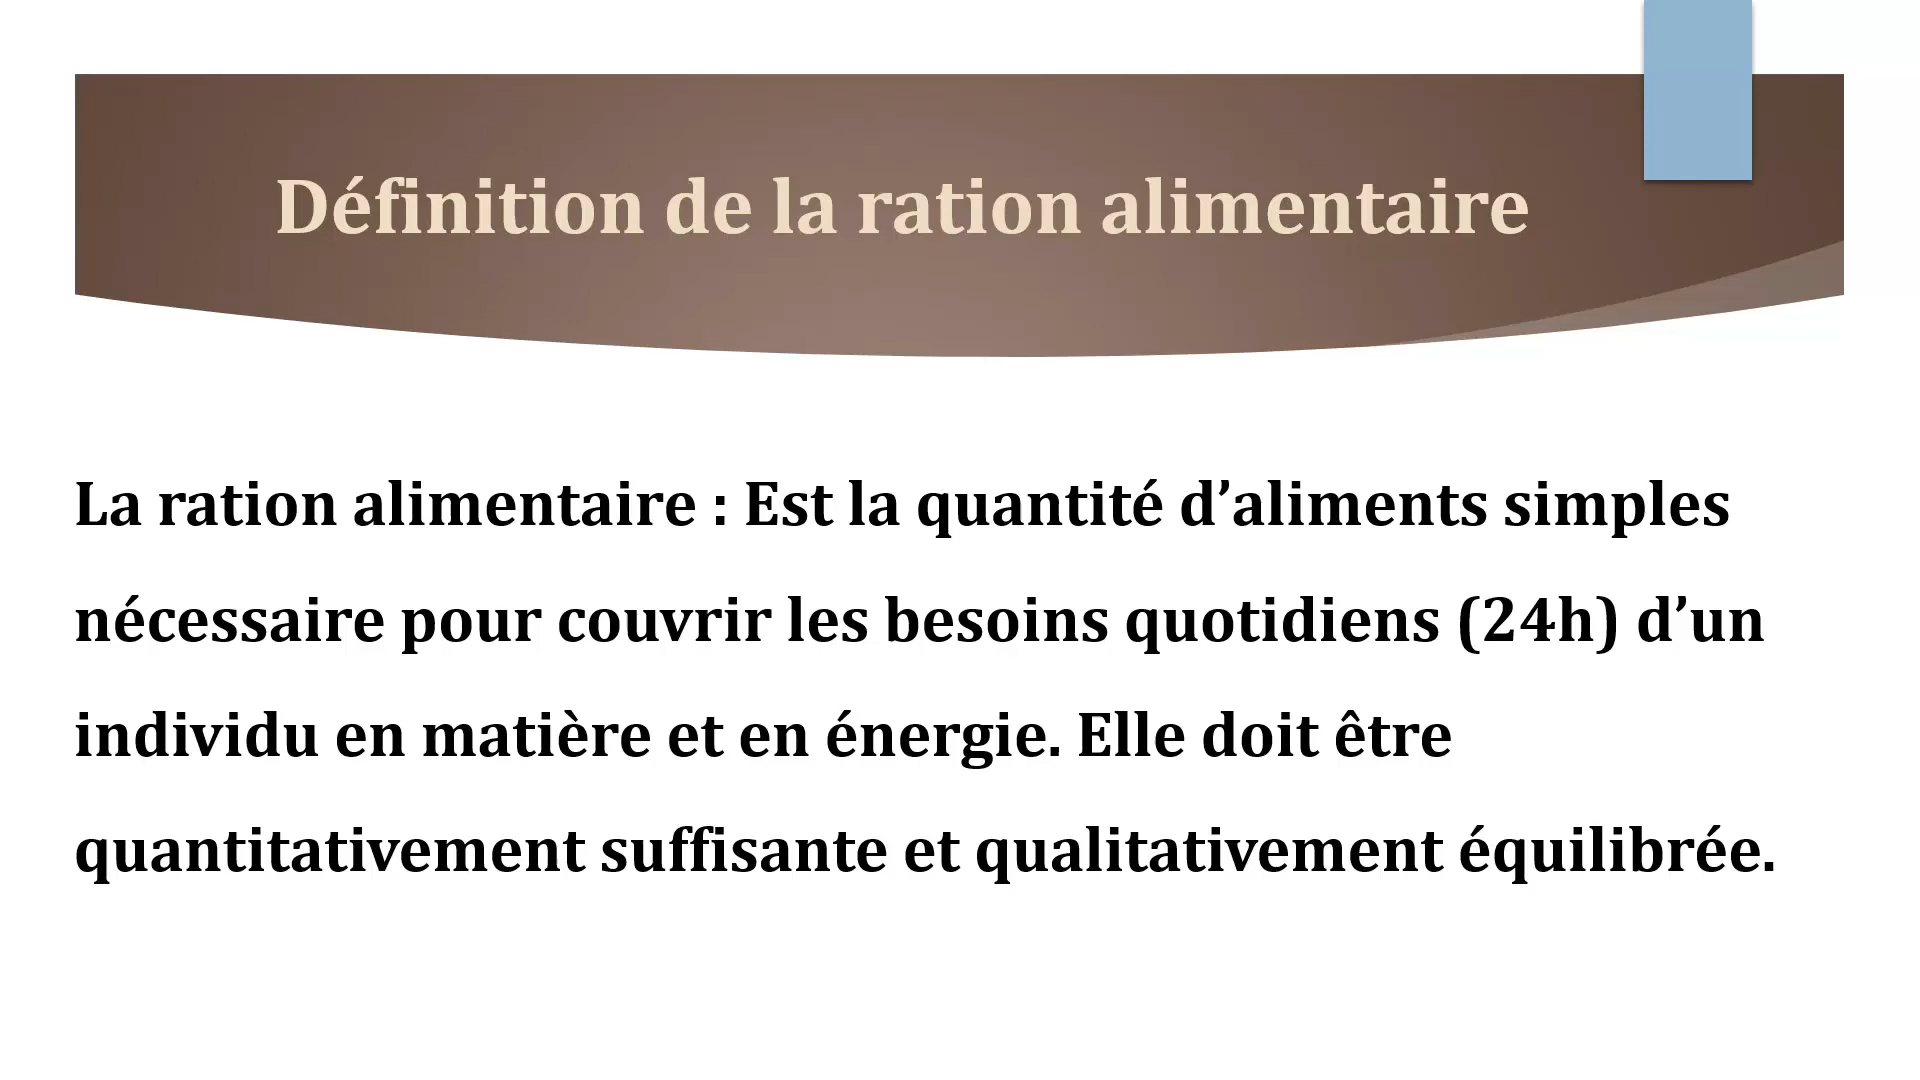 Définition de la ration alimentaire
La ration alimentaire : Est la quantité d’aliments simples
nécessaire pour couvrir les besoins quotidiens (24h) d’un
individu en matière et en énergie. Elle doit être
quantitativement suffisante et qualitativement équilibrée.